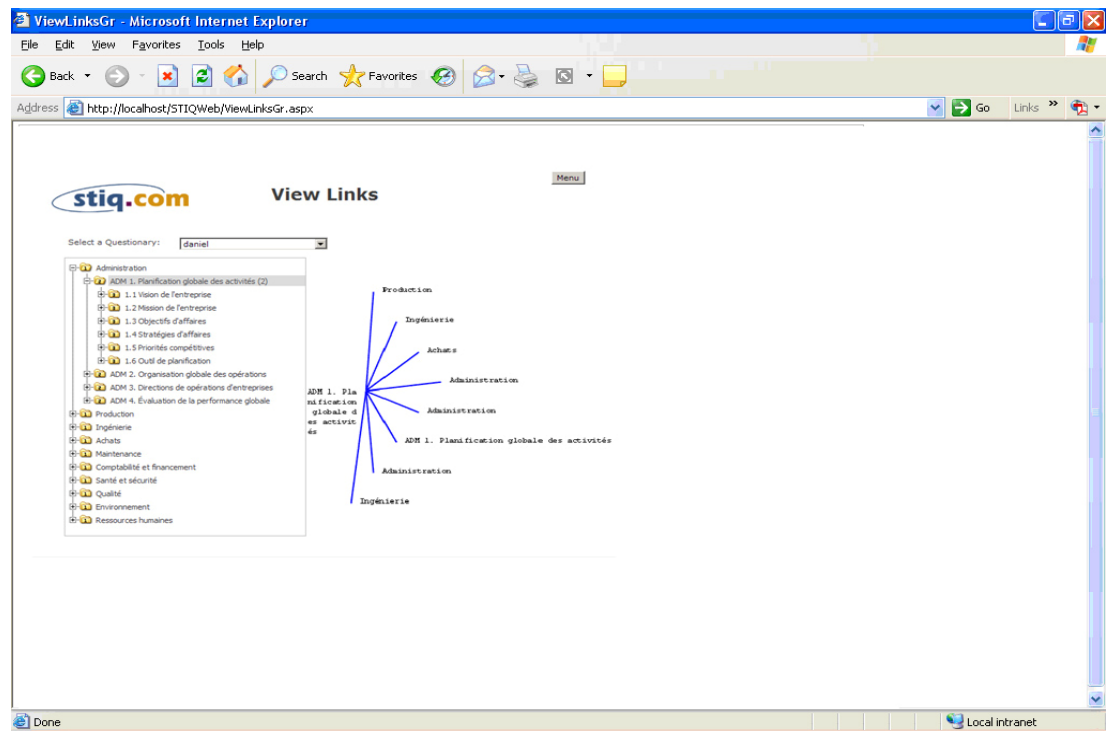 ViewLinksGr - Microsoft Internet Explorer
File Edit View Favorites Tools Help
Back Search Favorites
Address http://localhost/STIQWeb/ViewLinksGr.aspx Go Links »
Menu
stiq.com View Links
Select a Questionary: daniel
Administration
ADM 1. Planification globale des activités (2)
1.1 Vision de l'entreprise
1.2 Mission de l'entreprise
1.3 Objectifs d'affaires
1.4 Stratégies d'affaires
1.5 Priorités compétitives
1.6 Outil de planification
ADM 2. Organisation globale des opérations
ADM 3. Directions de opérations d'entreprises
ADM 4. Évaluation de la performance globale
Production
Ingénierie
Achats
Maintenance
Comptabilité et financement
Santé et sécurité
Qualité
Environnement
Ressources humaines
ADM 1. Pla
nification
globale d
es activit
és
Production
Ingénierie
Achats
Administration
Administration
ADM 1. Planification globale des activités
Administration
Ingénierie
Done Local intranet